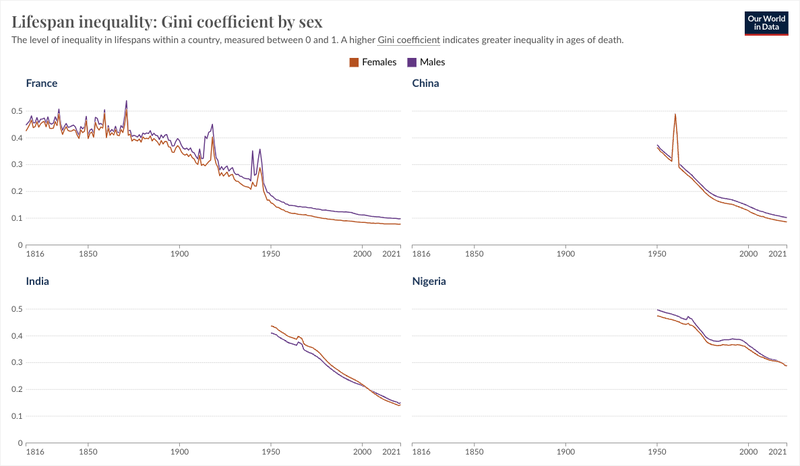 Lifespan inequality: Gini coefficient by sex
Our World
in Data
The level of inequality in lifespans within a country, measured between 0 and 1. A higher Gini coefficient indicates greater inequality in ages of death.
Females Males
France
0.5
0.4
0.3
0.2
0.1
0
1816 1850 1900 1950 2000 2021
China
1816 1850 1900 1950 2000 2021
India
0.5
0.4
0.3
0.2
0.1
0
1816 1850 1900 1950 2000 2021
Nigeria
1816 1850 1900 1950 2000 2021